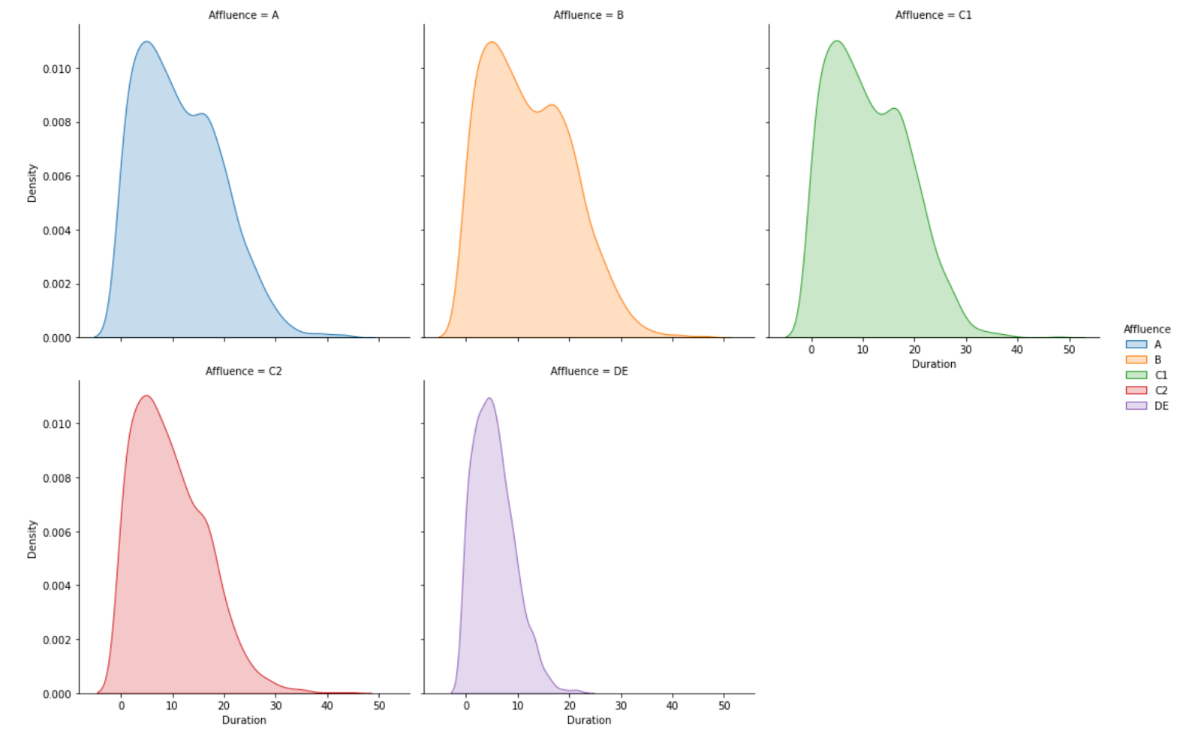 Affluence = A
Affluence = B
Affluence = C1
0.010
0.008
0.006
0.004
0.002
0.000
Density
0 10 20 30 40 50
Duration
Affluence
A
B
C1
C2
DE
Affluence = C2
Affluence = DE
0.010
0.008
0.006
0.004
0.002
0.000
Density
0 10 20 30 40 50
Duration
0 10 20 30 40 50
Duration